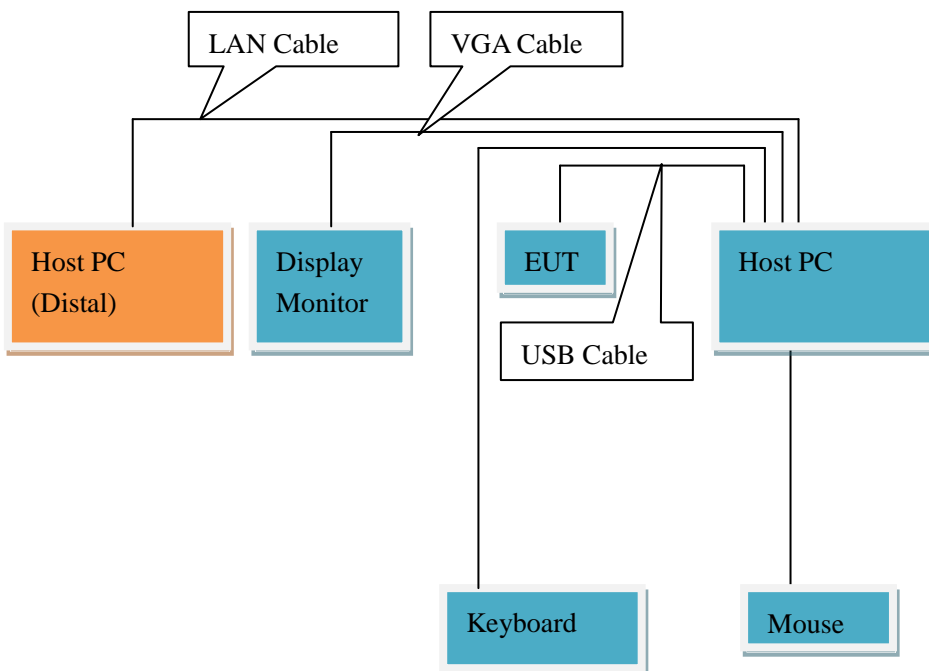 LAN Cable
VGA Cable
Host PC
(Distal)
Display
Monitor
EUT
Host PC
USB Cable
Keyboard
Mouse